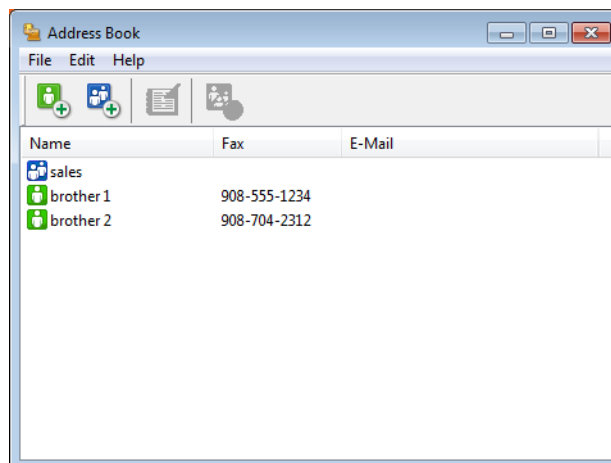 Address Book
File Edit Help
Name Fax E-Mail
sales
brother 1 908-555-1234
brother 2 908-704-2312